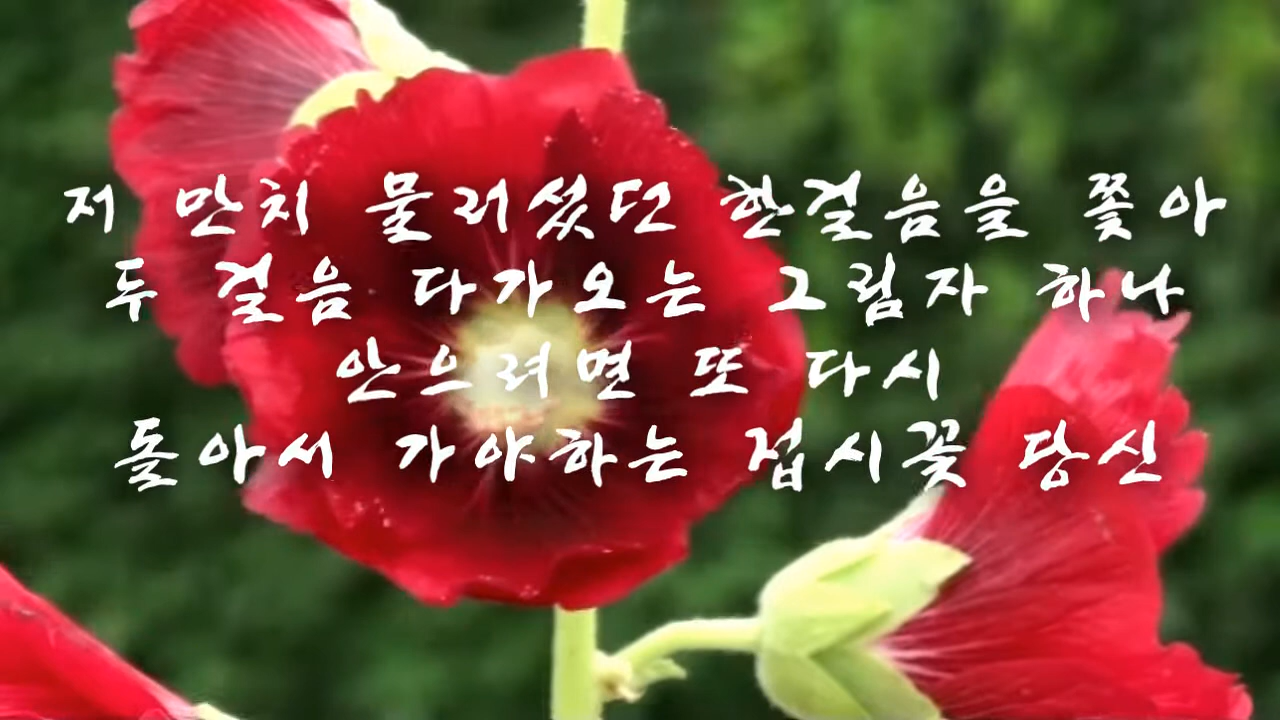 저 만치 물러섰던 한걸음을 쫓아
두 걸음 다가오는 그림자 하나
안으려면 또 다시
돌아서 가야하는 접시꽃 당신